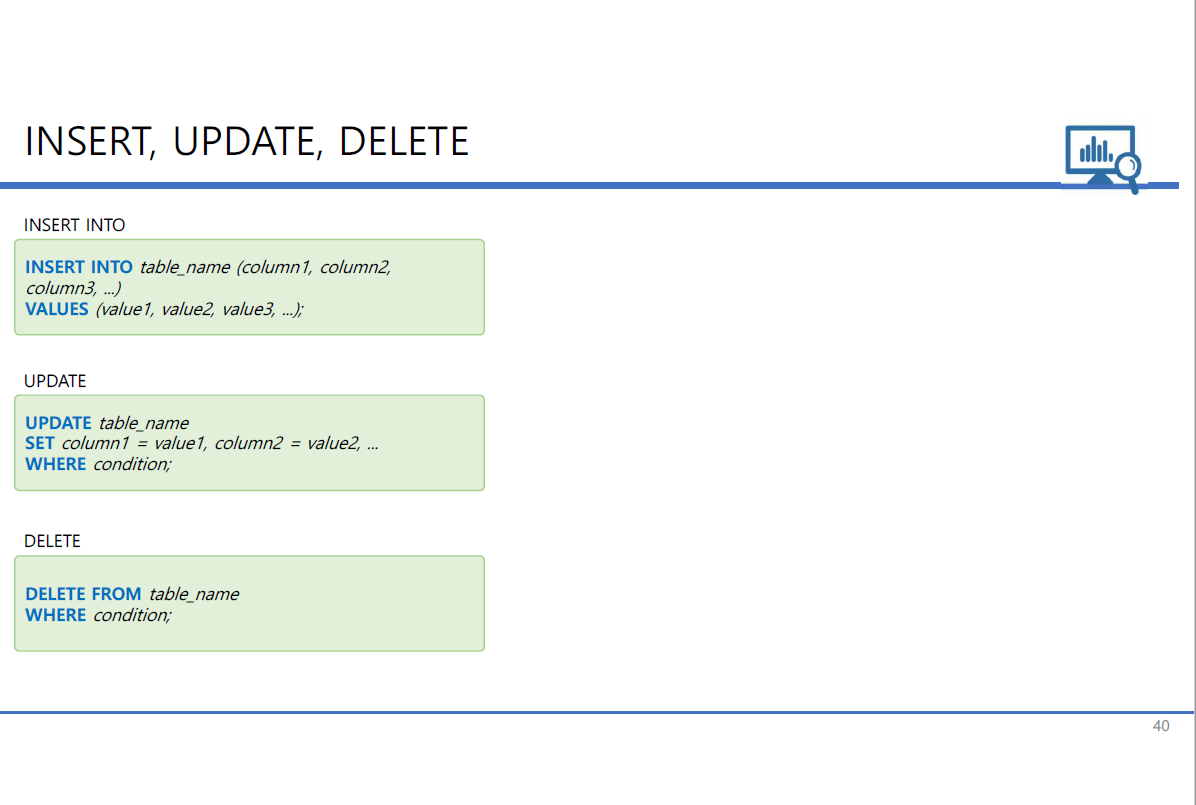 INSERT, UPDATE, DELETE
INSERT INTO
INSERT INTO table_name (column1, column2,
column3, ...)
VALUES (value1, value2, value3, ...);
UPDATE
UPDATE table_name
SET column1 = value1, column2 = value2, ...
WHERE condition;
DELETE
DELETE FROM table_name
WHERE condition;
40